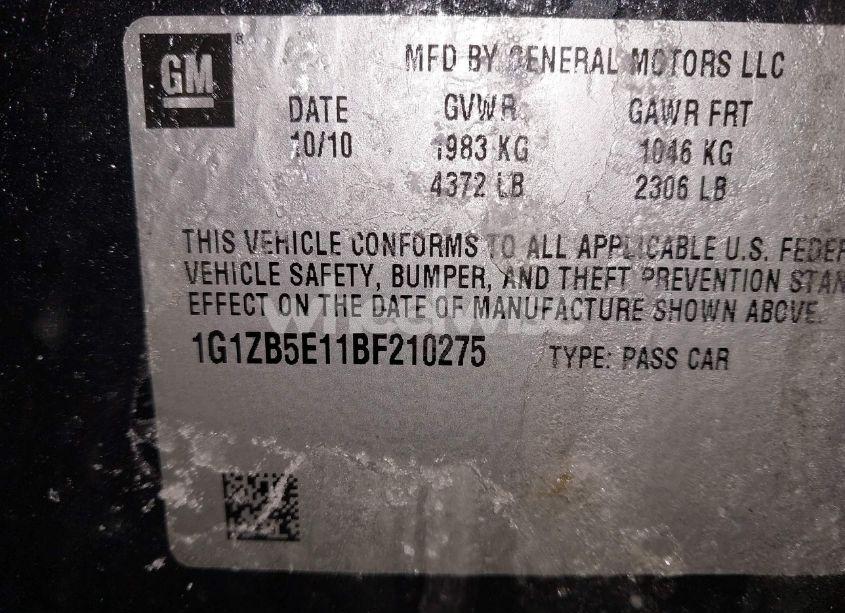 GM ®
MFD BY GENERAL MOTORS LLC
DATE GVWR GAWR FRT
10/10 1983 KG 1046 KG
4372 LB 2306 LB
THIS VEHICLE CONFORMS TO ALL APPLICABLE U.S. FEDER
VEHICLE SAFETY, BUMPER, AND THEFT PREVENTION STAN
EFFECT ON THE DATE OF MANUFACTURE SHOWN ABOVE.
1G1ZB5E11BF210275 TYPE: PASS CAR